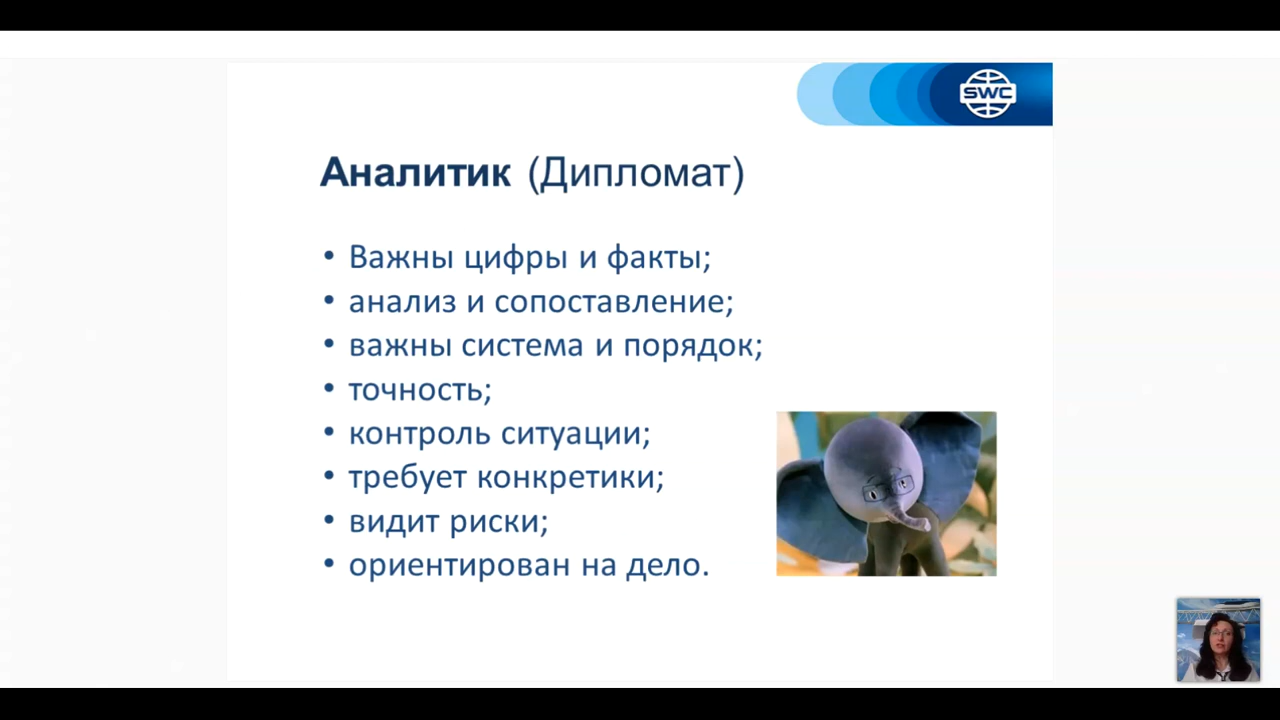 SWC
Аналитик (Дипломат)
• Важны цифры и факты;
• анализ и сопоставление;
• важны система и порядок;
• точность;
• контроль ситуации;
• требует конкретики;
• видит риски;
• ориентирован на дело.